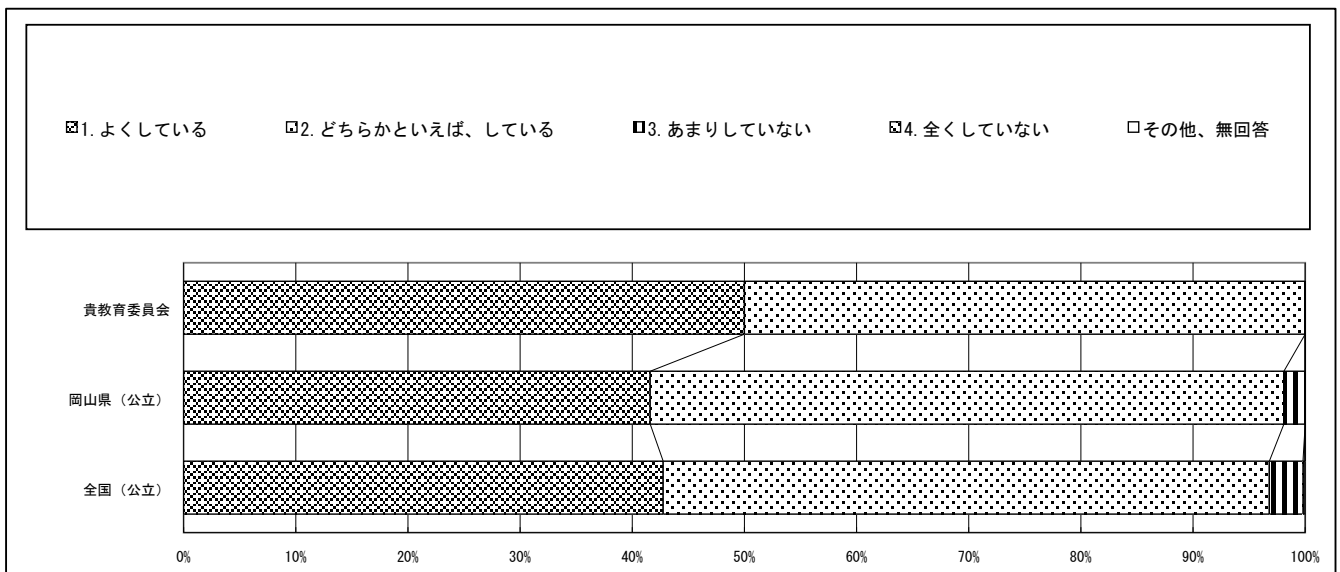 1. よくしている 2. どちらかといえば、している 3. あまりしていない 4. 全くしていない その他、無回答
貴教育委員会
岡山県（公立）
全国（公立）
0% 10% 20% 30% 40% 50% 60% 70% 80% 90% 100%